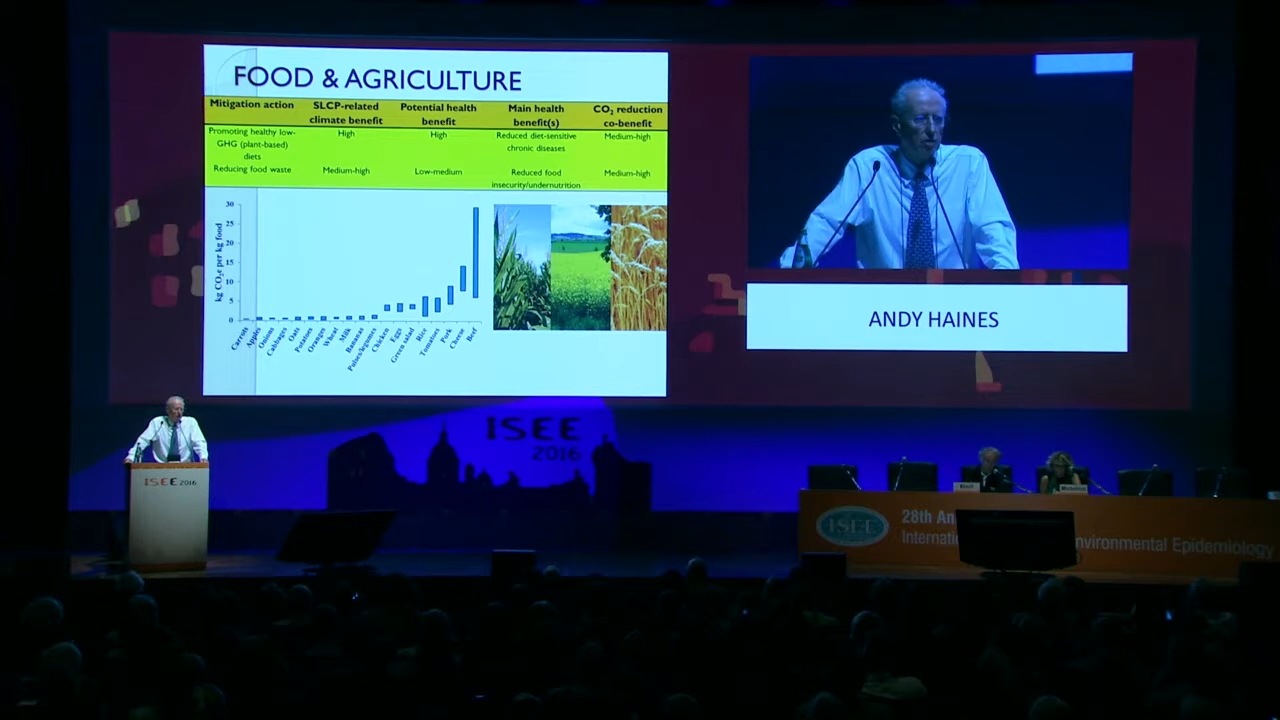 FOOD & AGRICULTURE
Mitigation action
SLCP-related climate benefit
Potential health benefit
Main health benefit(s)
CO₂ reduction co-benefit
Promoting healthy low-GHG (plant-based) diets
High
High
Reduced diet-sensitive chronic diseases
Medium-high
Reducing food waste
Medium-high
Low-medium
Reduced food insecurity/undernutrition
Medium-high
kg CO₂e per kg food
30
25
20
15
10
5
0
Carrots
Apples
Onions
Cabbages
Oats
Potatoes
Oranges
Wheat
Milk
Bananas
Pulses/legumes
Chicken
Eggs
Green salad
Rice
Tomatoes
Pork
Cheese
Beef
ANDY HAINES
ISEE
2016
ISEE 2016
ISEE
28th An
Internatio
nvironmental Epidemiology